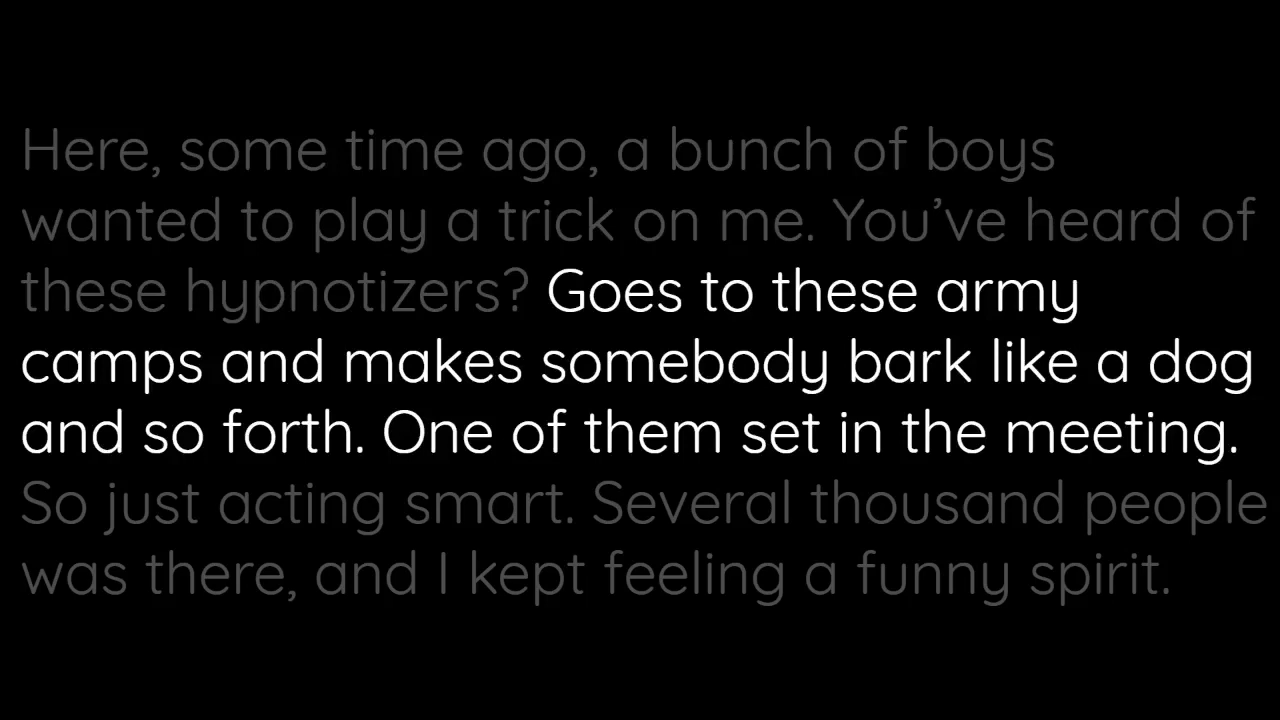 Here, some time ago, a bunch of boys
wanted to play a trick on me. You’ve heard of
these hypnotizers? Goes to these army
camps and makes somebody bark like a dog
and so forth. One of them set in the meeting.
So just acting smart. Several thousand people
was there, and I kept feeling a funny spirit.